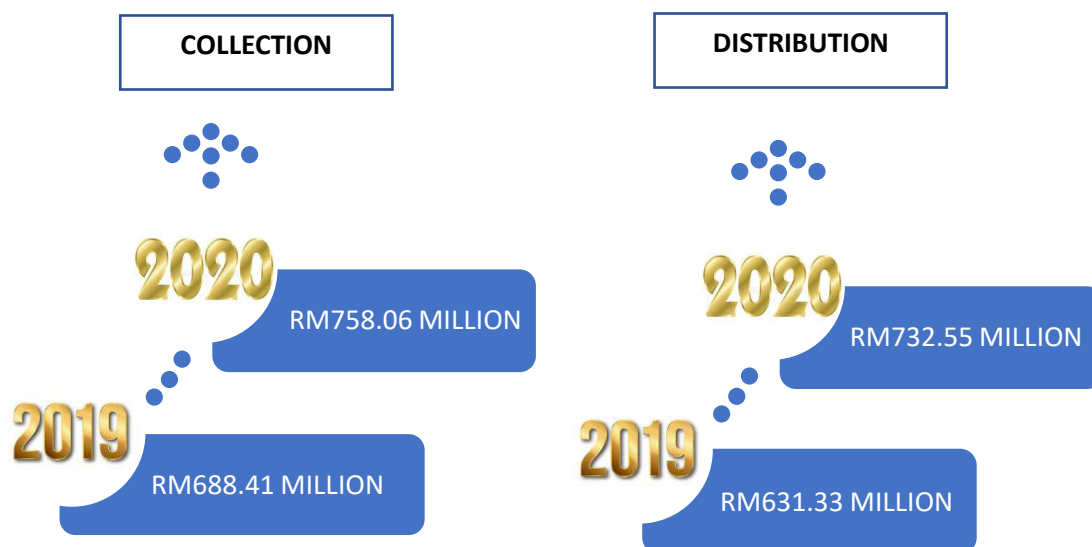 COLLECTION
2020
RM758.06 MILLION
2019
RM688.41 MILLION
DISTRIBUTION
2020
RM732.55 MILLION
2019
RM631.33 MILLION